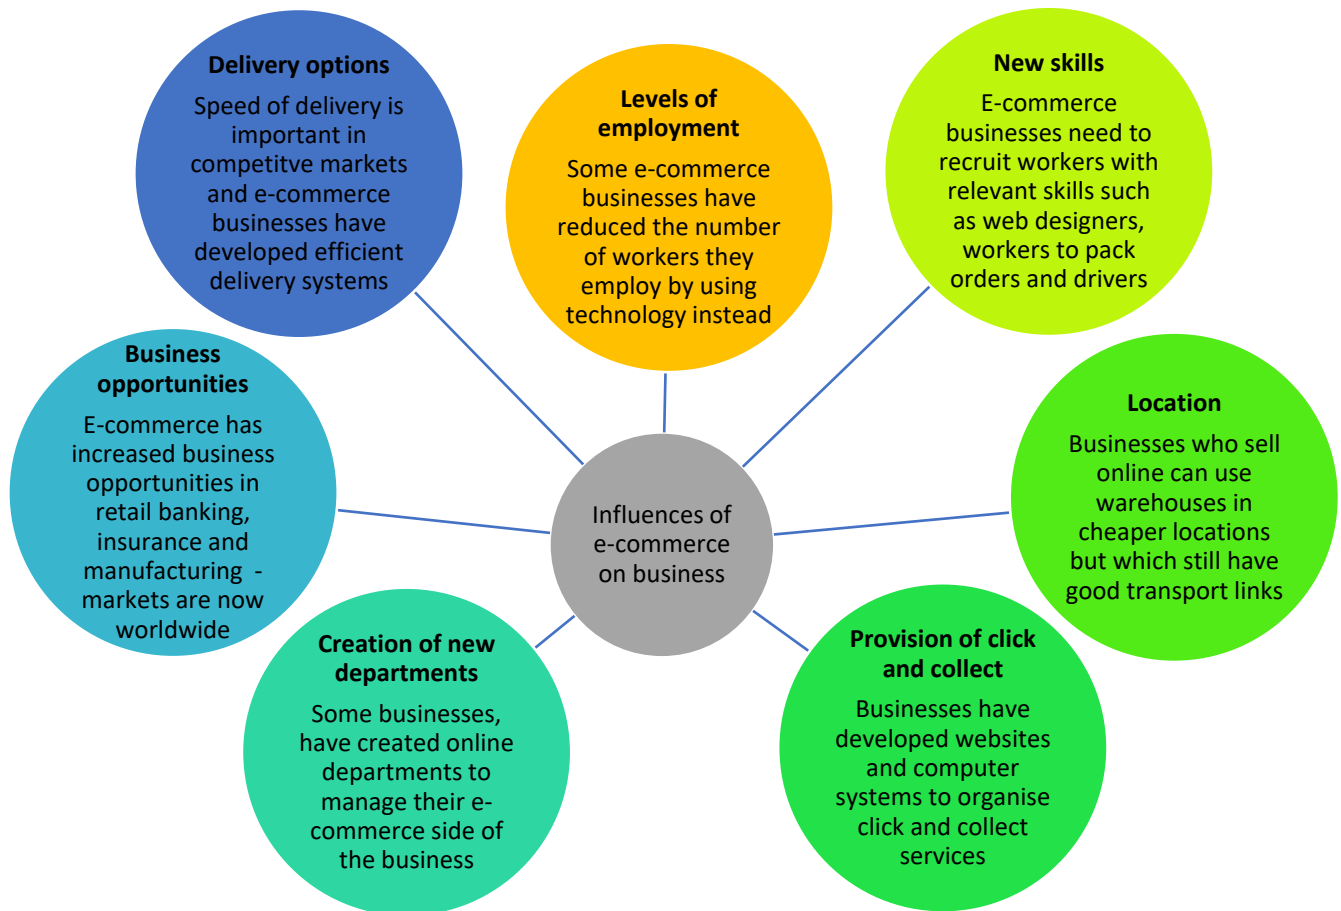 Delivery options
Speed of delivery is
important in
competitve markets
and e-commerce
businesses have
developed efficient
delivery systems
Levels of
employment
Some e-commerce
businesses have
reduced the number
of workers they
employ by using
technology instead
New skills
E-commerce
businesses need to
recruit workers with
relevant skills such
as web designers,
workers to pack
orders and drivers
Business
opportunities
E-commerce has
increased business
opportunities in
retail banking,
insurance and
manufacturing -
markets are now
worldwide
Influences of
e-commerce
on business
Location
Businesses who sell
online can use
warehouses in
cheaper locations
but which still have
good transport links
Creation of new
departments
Some businesses,
have created online
departments to
manage their e-
commerce side of
the business
Provision of click
and collect
Businesses have
developed websites
and computer
systems to organise
click and collect
services